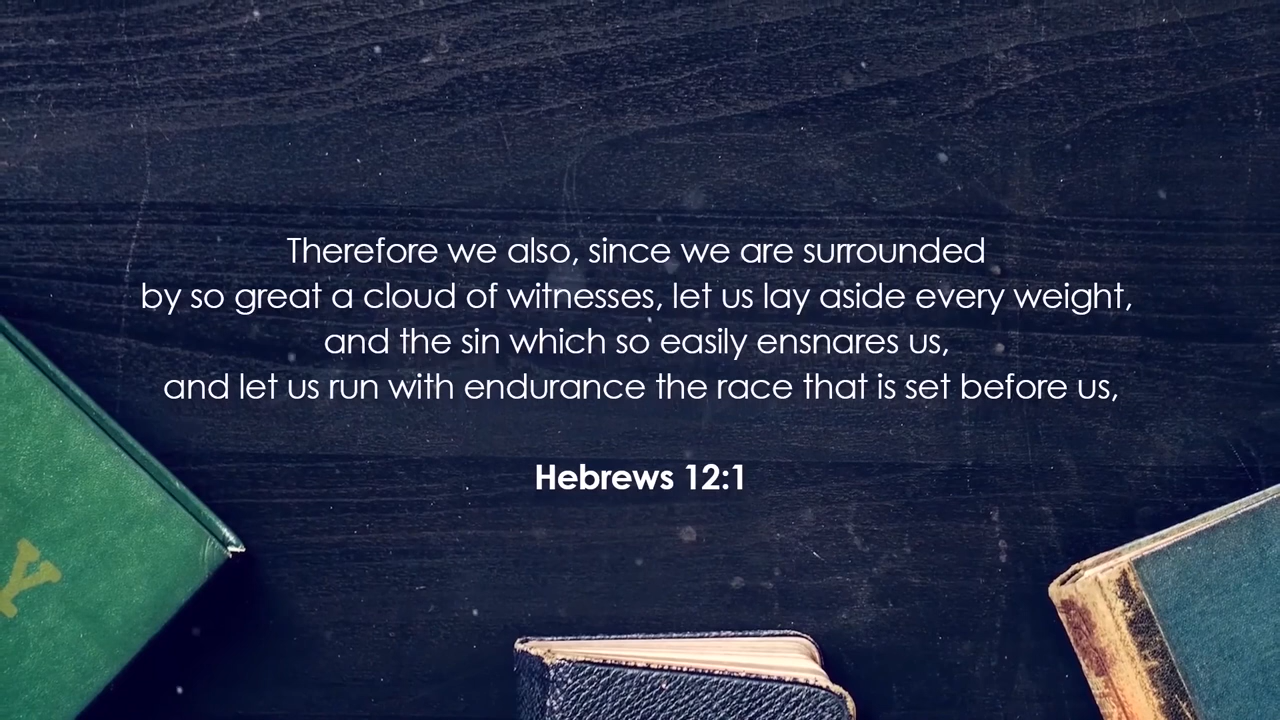 Therefore we also, since we are surrounded
by so great a cloud of witnesses, let us lay aside every weight,
and the sin which so easily ensnares us,
and let us run with endurance the race that is set before us,
Hebrews 12:1
Y